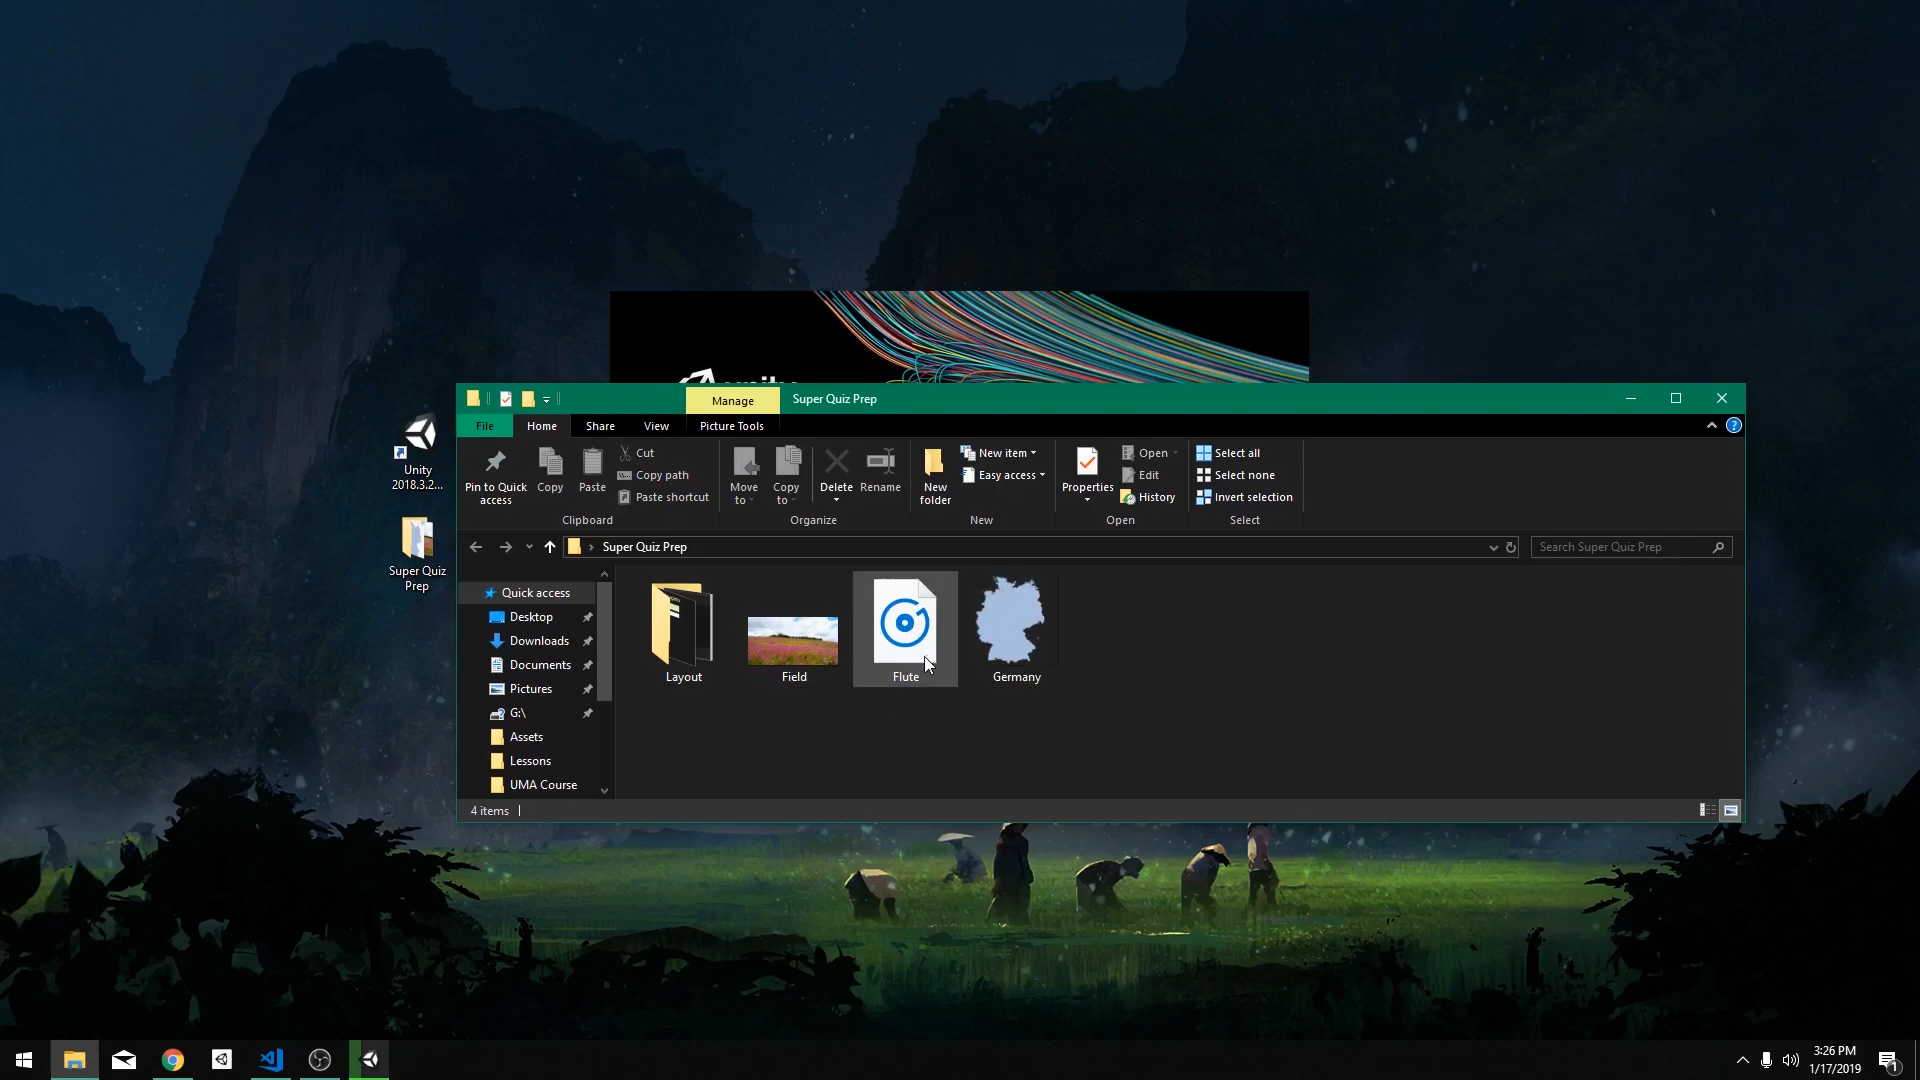 Manage
Super Quiz Prep
File
Home
Share
View
Picture Tools
Pin to Quick
access
Copy
Paste
Cut
Copy path
Paste shortcut
Clipboard
Move
to
Copy
to
Delete
Rename
Organize
New
folder
New item
Easy access
New
Properties
Open
Edit
History
Open
Select all
Select none
Invert selection
Select
Super Quiz Prep
Search Super Quiz Prep
Quick access
Desktop
Downloads
Documents
Pictures
G:\
Assets
Lessons
UMA Course
Layout
Field
Flute
Germany
4 items
Unity
2018.3.2...
Super Quiz
Prep
3:26 PM
1/17/2019
1